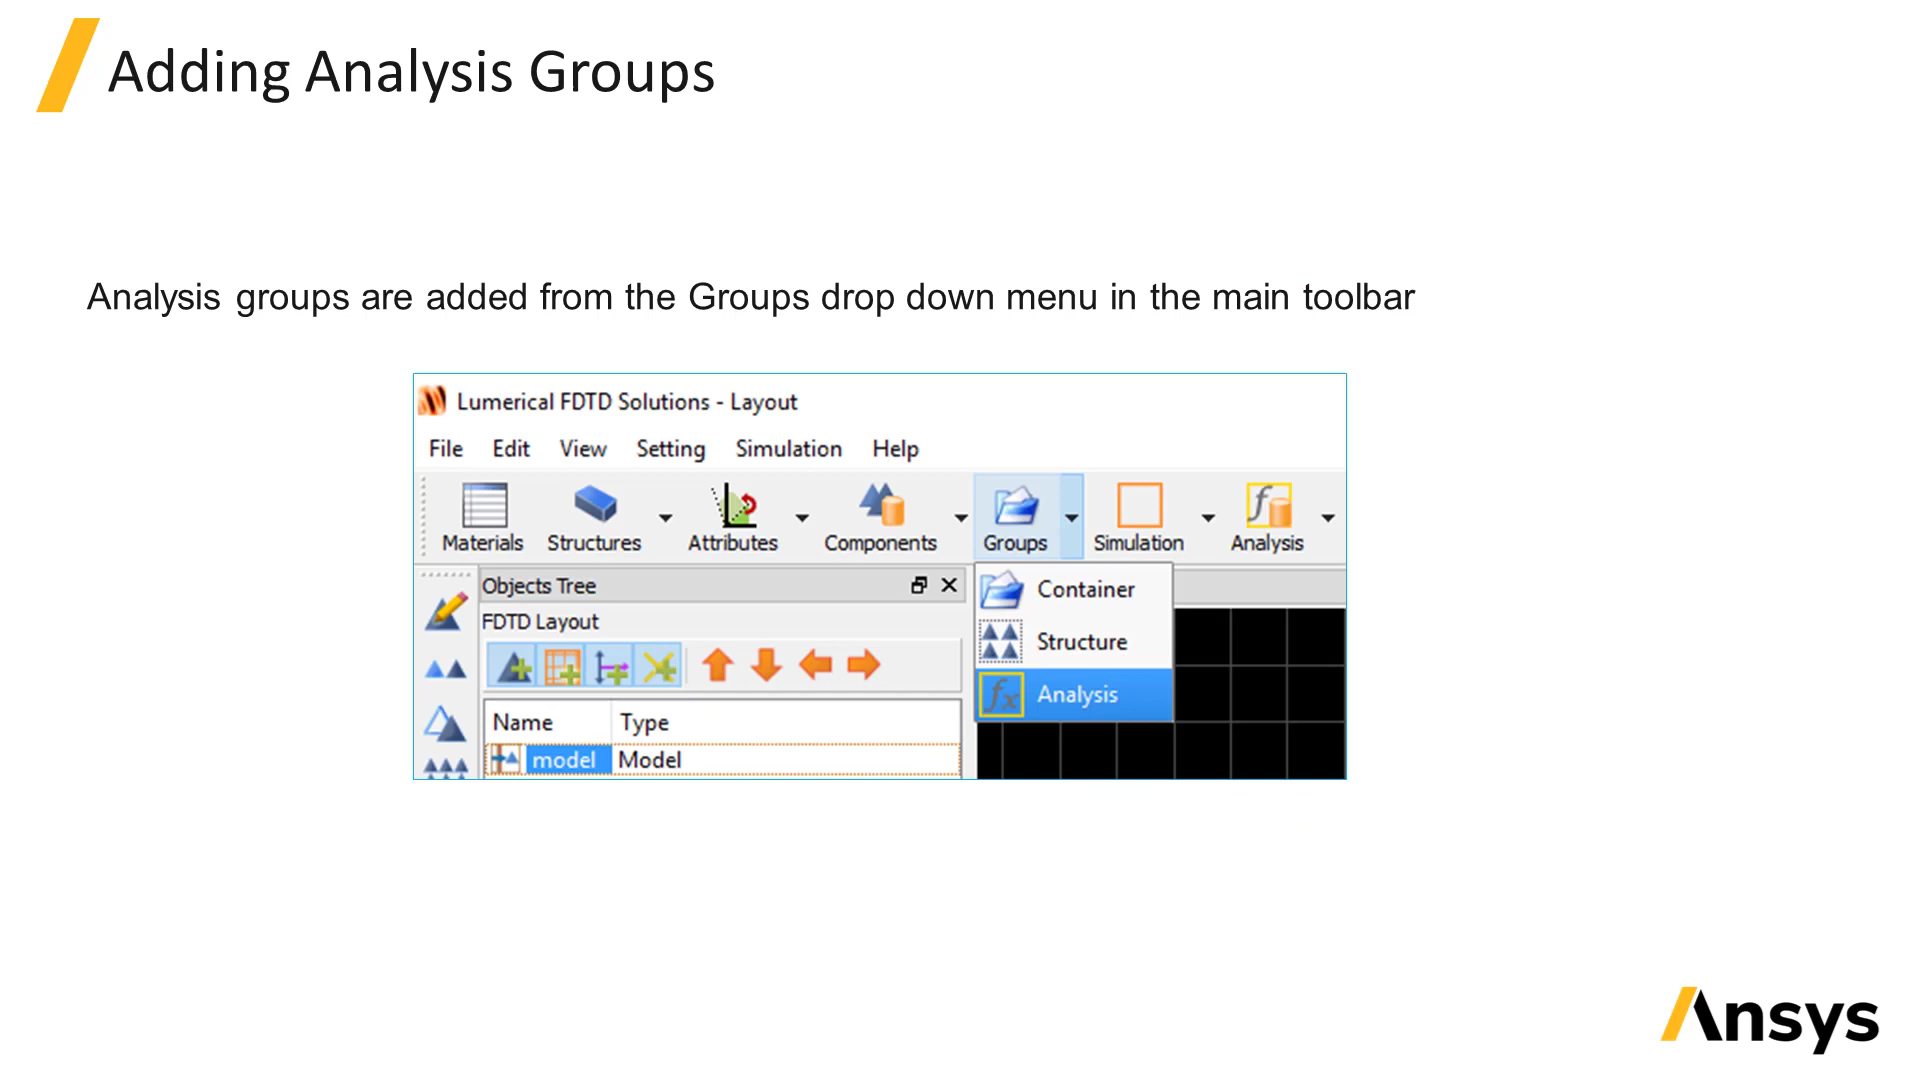 Adding Analysis Groups
Analysis groups are added from the Groups drop down menu in the main toolbar
Lumerical FDTD Solutions - Layout
File Edit View Setting Simulation Help
Materials Structures Attributes Components Groups Simulation Analysis
Objects Tree
Container
FDTD Layout
Structure
fx Analysis
Name Type
model Model
Ansys